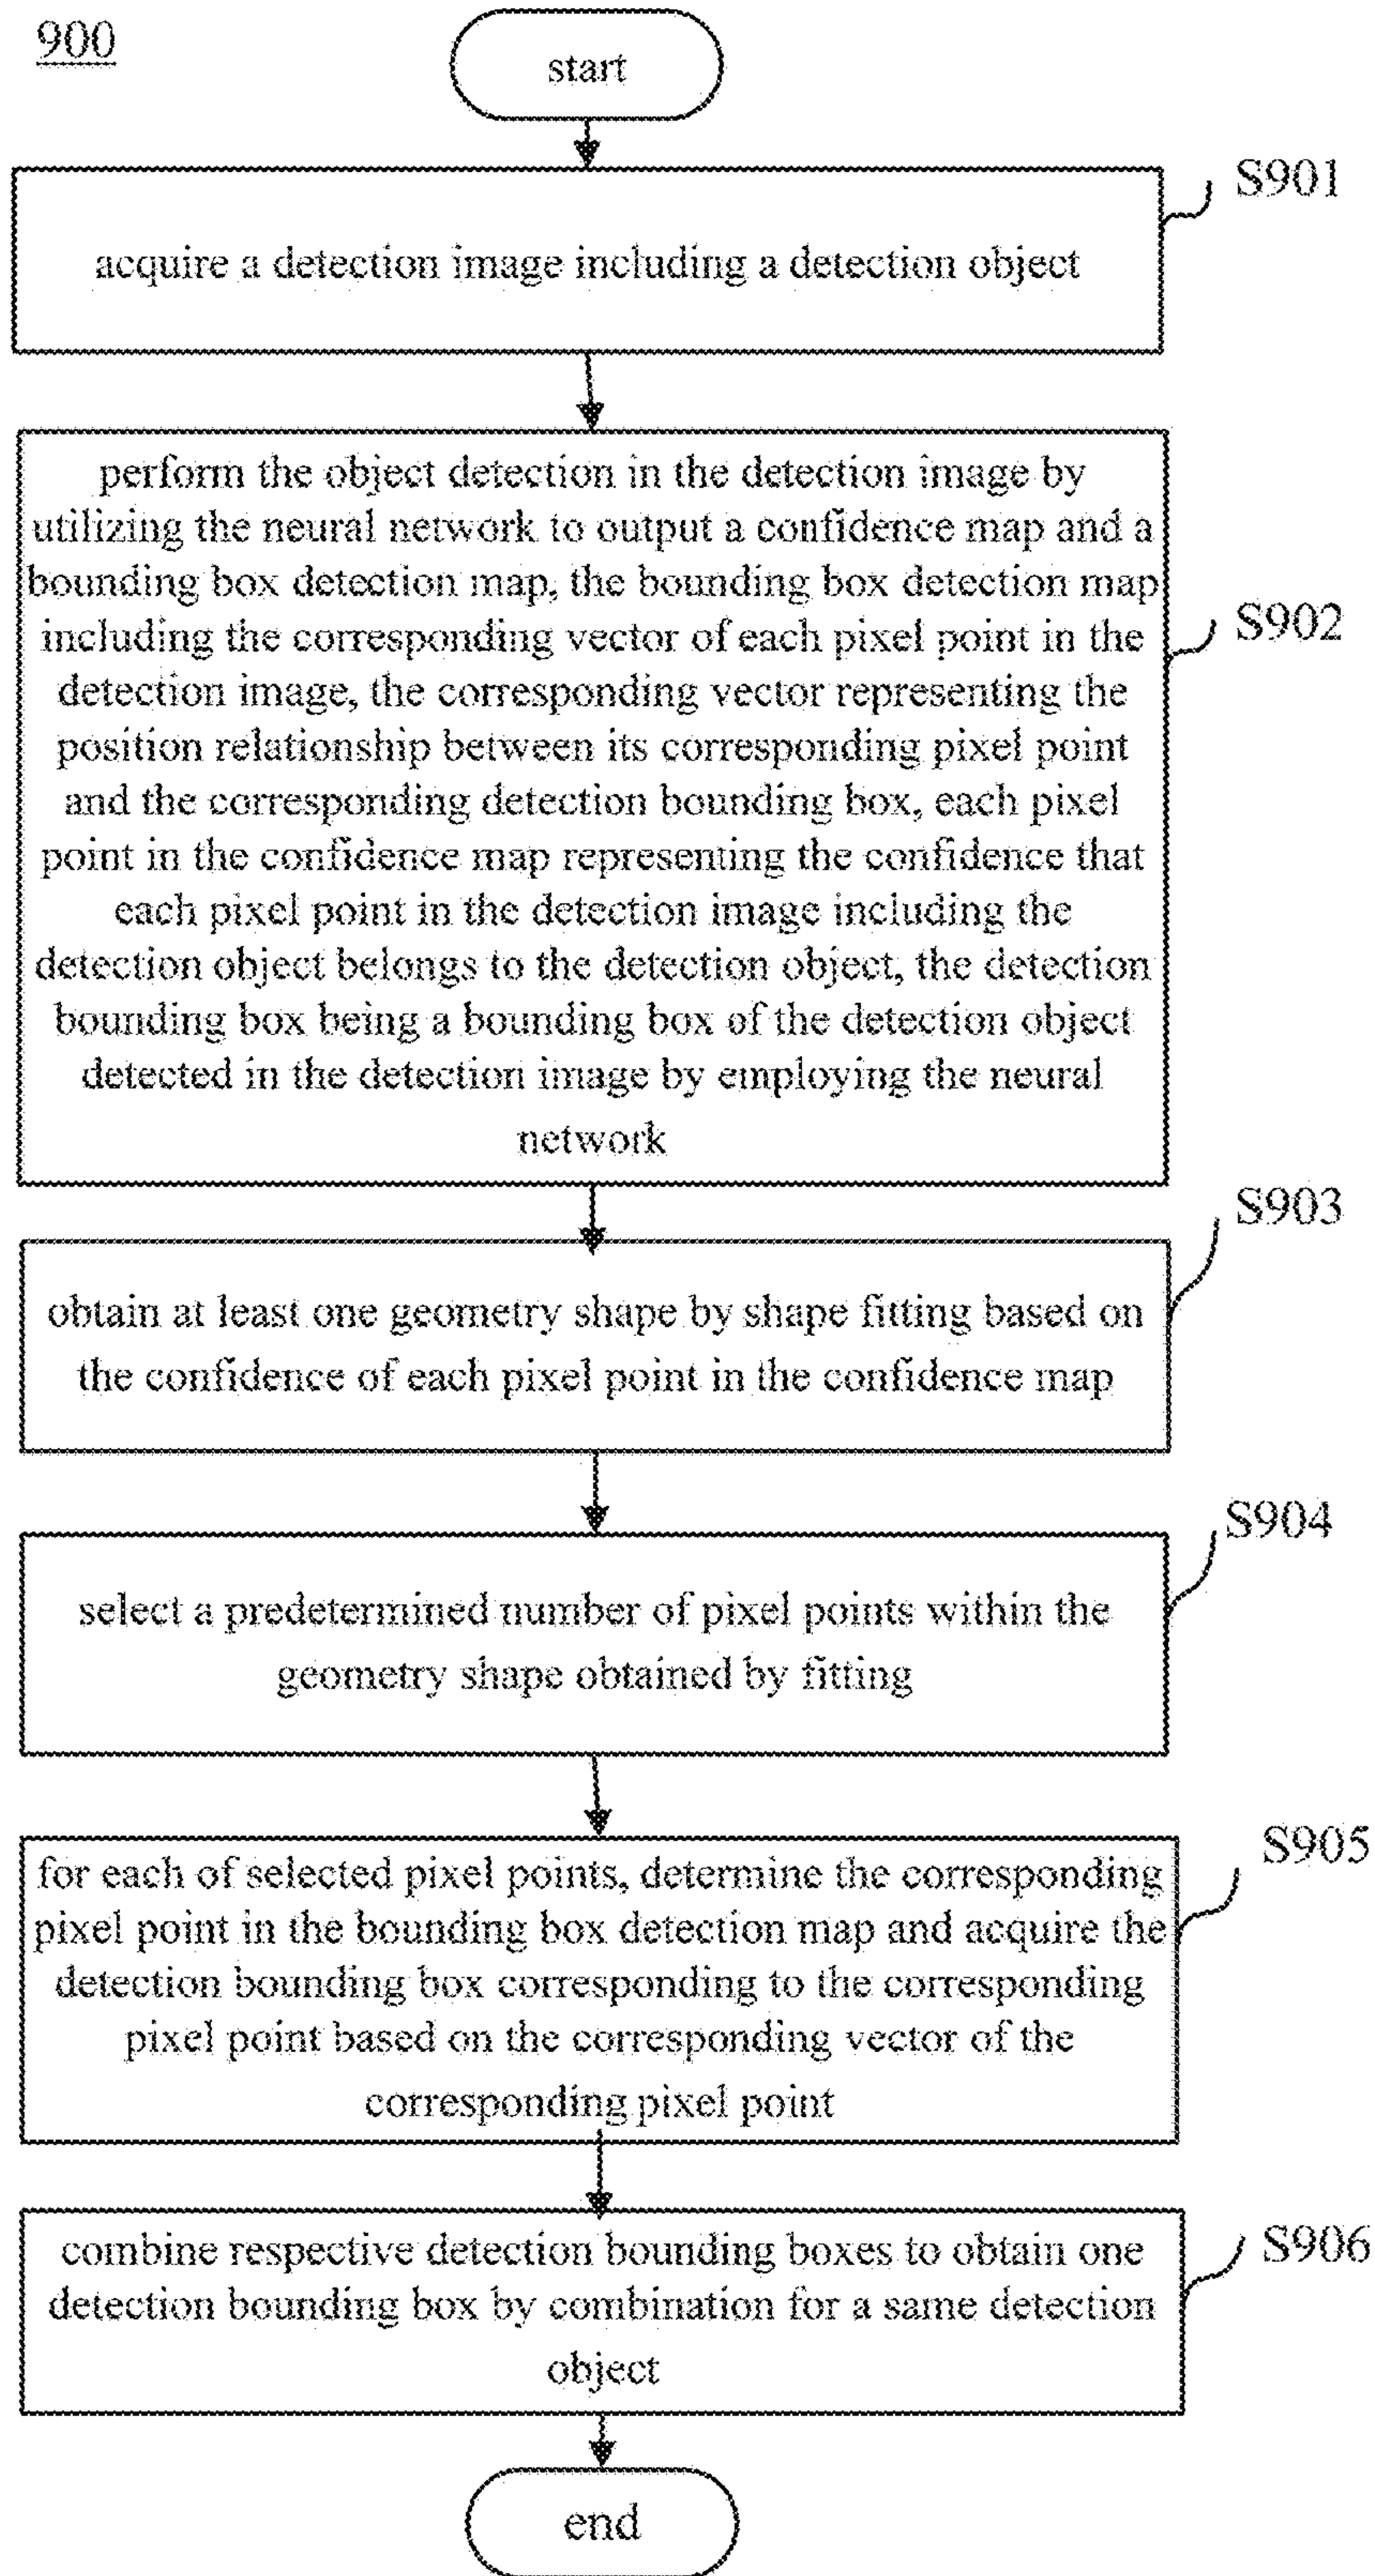 900
start
S901
acquire a detection image including a detection object
perform the object detection in the detection image by
utilizing the neural network to output a confidence map and a
bounding box detection map, the bounding box detection map
including the corresponding vector of each pixel point in the
detection image, the corresponding vector representing the
position relationship between its corresponding pixel point
and the corresponding detection bounding box, each pixel
point in the confidence map representing the confidence that
each pixel point in the detection image including the
detection object belongs to the detection object, the detection
bounding box being a bounding box of the detection object
detected in the detection image by employing the neural
network
S902
S903
obtain at least one geometry shape by shape fitting based on
the confidence of each pixel point in the confidence map
S904
select a predetermined number of pixel points within the
geometry shape obtained by fitting
S905
for each of selected pixel points, determine the corresponding
pixel point in the bounding box detection map and acquire the
detection bounding box corresponding to the corresponding
pixel point based on the corresponding vector of the
corresponding pixel point
S906
combine respective detection bounding boxes to obtain one
detection bounding box by combination for a same detection
object
end